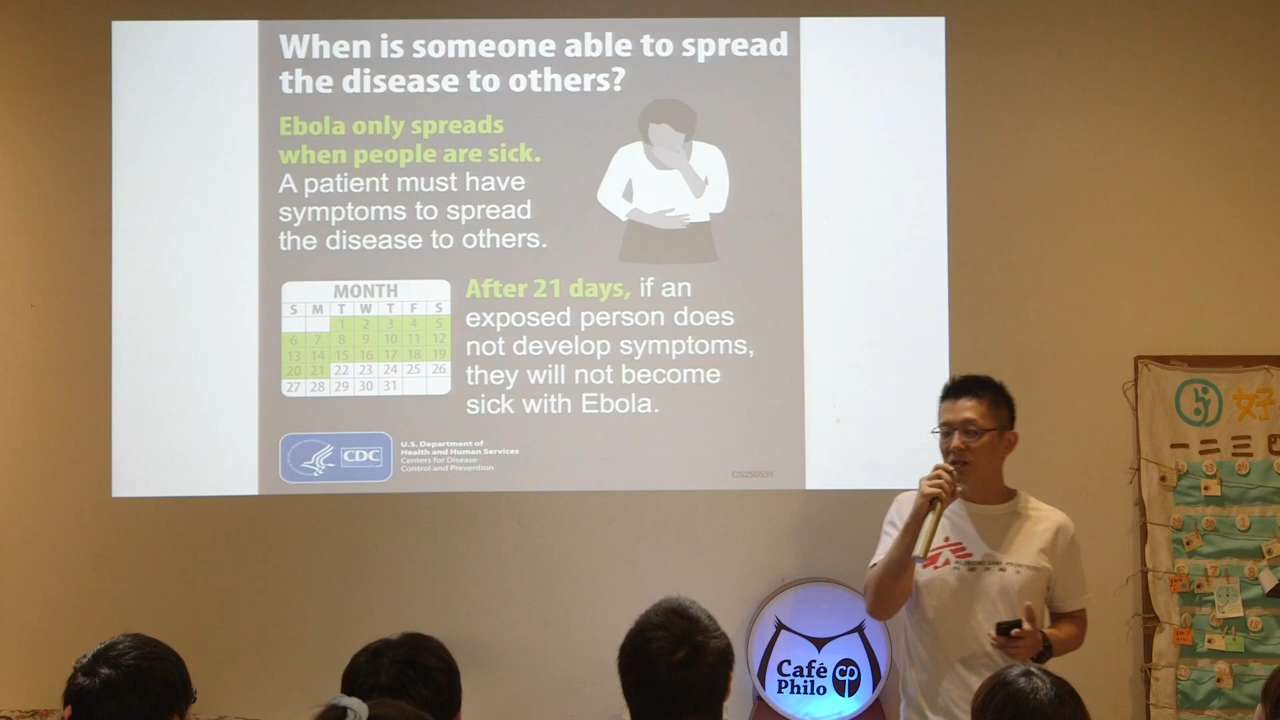 When is someone able to spread
the disease to others?
Ebola only spreads
when people are sick.
A patient must have
symptoms to spread
the disease to others.
MONTH
S M T W T F S
1 2 3 4 5
6 7 8 9 10 11 12
13 14 15 16 17 18 19
20 21 22 23 24 25 26
27 28 29 30 31
After 21 days, if an
exposed person does
not develop symptoms,
they will not become
sick with Ebola.
CDC
U.S. Department of
Health and Human Services
Centers for Disease
Control and Prevention
CS250531
Café
Philo
好
一二三